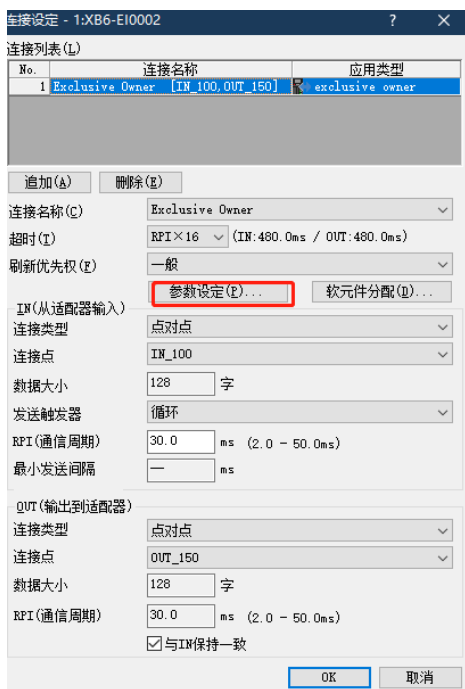 连接设定 - 1:XB6-EI0002 ? ×
连接列表(L)
No. 连接名称 应用类型
1 Exclusive Owner [IN_100,OUT_150] exclusive owner
追加(A) 删除(E)
连接名称(C) Exclusive Owner
超时(T) RPI×16 (IN:480.0ms / OUT:480.0ms)
刷新优先权(F) 一般
参数设定(P)... 软元件分配(D)...
IN(从适配器输入)
连接类型 点对点
连接点 IN_100
数据大小 128 字
发送触发器 循环
RPI(通信周期) 30.0 ms (2.0 - 50.0ms)
最小发送间隔 — ms
OUT(输出到适配器)
连接类型 点对点
连接点 OUT_150
数据大小 128 字
RPI(通信周期) 30.0 ms (2.0 - 50.0ms)
与IN保持一致
OK 取消